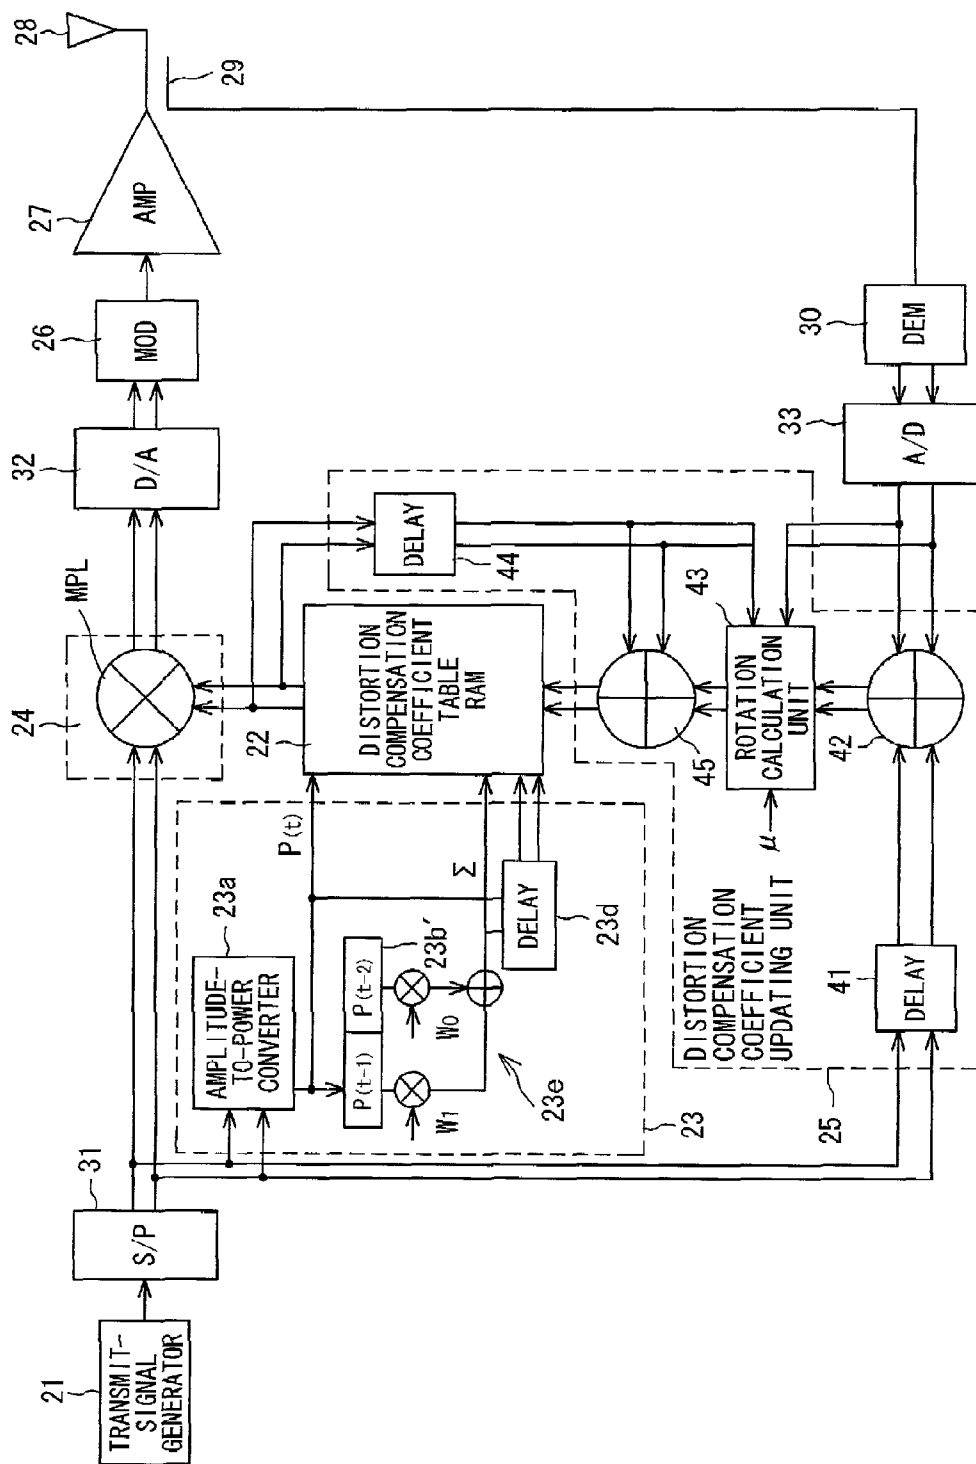 21
TRANSMIT-
SIGNAL
GENERATOR
31
S/P
24
MPL
32
D/A
26
MOD
27
AMP
28
29
23a
AMPLITUDE-
TO-POWER
CONVERTER
P(t)
P(t-1)
P(t-2)
23b'
W1
W0
Σ
23e
DELAY
23d
23
22
DISTORTION
COMPENSATION
COEFFICIENT
TABLE
RAM
DELAY
44
45
43
ROTATION
CALCULATION
UNIT
μ
DISTORTION
COMPENSATION
COEFFICIENT
UPDATING UNIT
25
41
DELAY
42
33
A/D
30
DEM